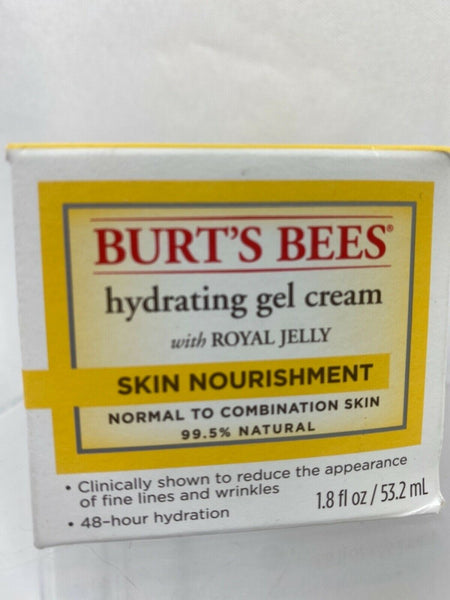 BURT'S BEES®
hydrating gel cream
with ROYAL JELLY
SKIN NOURISHMENT
NORMAL TO COMBINATION SKIN
99.5% NATURAL
• Clinically shown to reduce the appearance
of fine lines and wrinkles
• 48-hour hydration
1.8 fl oz / 53.2 mL